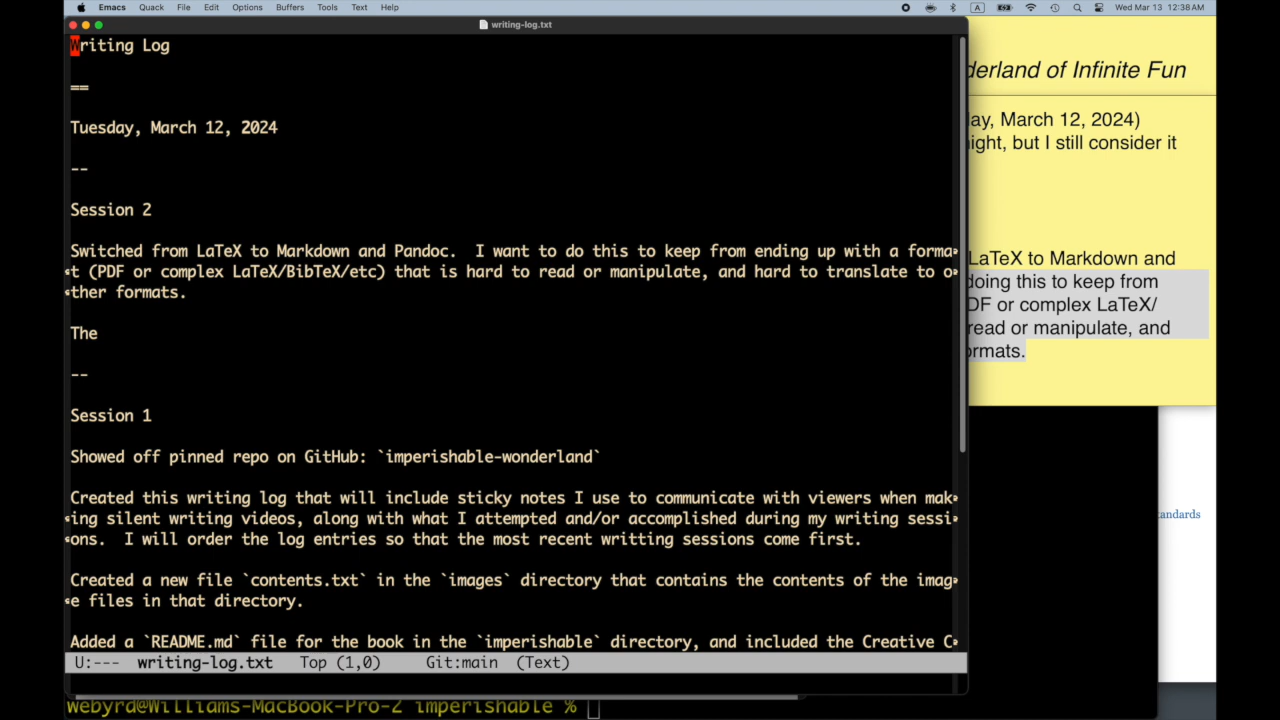 Emacs Quack File Edit Options Buffers Tools Text Help A Wed Mar 13 12:38 AM
writing-log.txt
Writing Log
==
Tuesday, March 12, 2024
--
Session 2
Switched from LaTeX to Markdown and Pandoc.  I want to do this to keep from ending up with a forma
t (PDF or complex LaTeX/BibTeX/etc) that is hard to read or manipulate, and hard to translate to o
ther formats.
The
--
Session 1
Showed off pinned repo on GitHub: `imperishable-wonderland`
Created this writing log that will include sticky notes I use to communicate with viewers when mak
ing silent writing videos, along with what I attempted and/or accomplished during my writing sessi
ons.  I will order the log entries so that the most recent writting sessions come first.
Created a new file `contents.txt` in the `images` directory that contains the contents of the imag
e files in that directory.
Added a `README.md` file for the book in the `imperishable` directory, and included the Creative C
U:---  writing-log.txt   Top (1,0)     Git:main  (Text)
webyrd@Williams-MacBook-Pro-2 imperishable %
derland of Infinite Fun
ay, March 12, 2024)
ight, but I still consider it
LaTeX to Markdown and
doing this to keep from
DF or complex LaTeX/
read or manipulate, and
ormats.
tandards